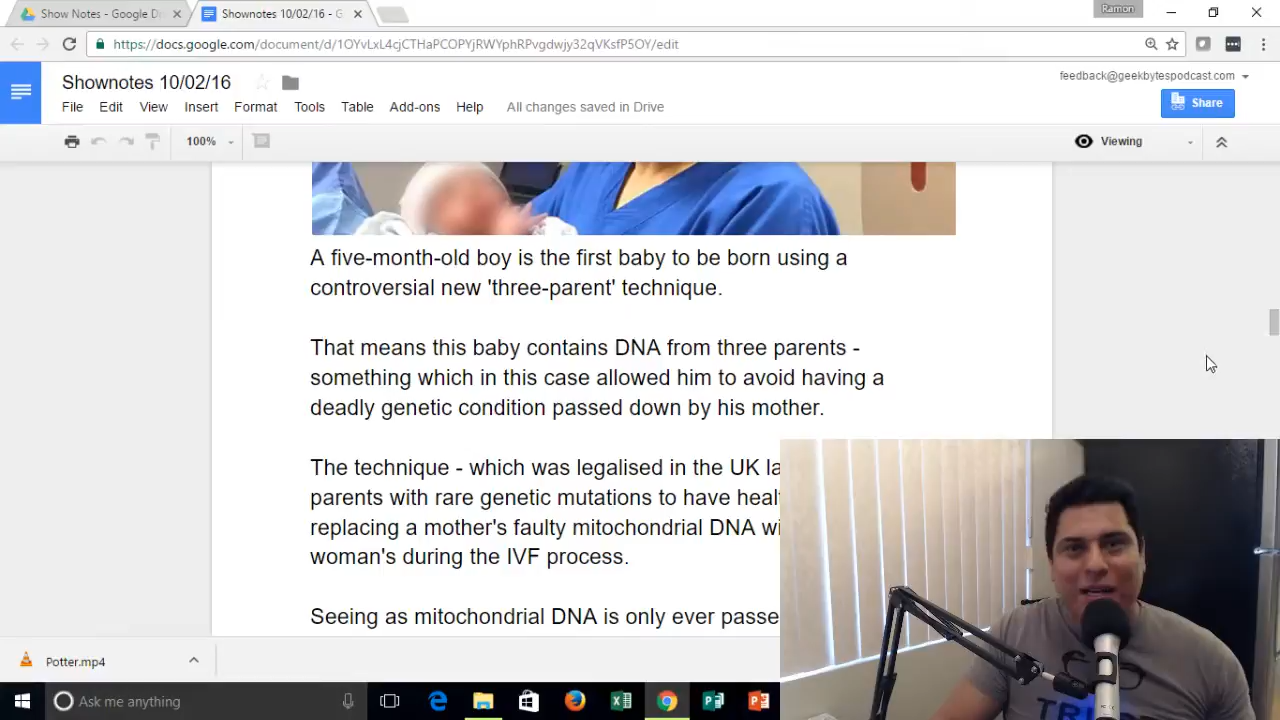 Show Notes - Google Dr
Shownotes 10/02/16 - G
Ramon
https://docs.google.com/document/d/1OYvLxL4cjCTHaPCOPYjRWYphRPvgdwjy32qVKsfP5OY/edit
Shownotes 10/02/16
feedback@geekbytespodcast.com
File Edit View Insert Format Tools Table Add-ons Help All changes saved in Drive
Share
100%
Viewing
A five-month-old boy is the first baby to be born using a
controversial new 'three-parent' technique.
That means this baby contains DNA from three parents -
something which in this case allowed him to avoid having a
deadly genetic condition passed down by his mother.
The technique - which was legalised in the UK la
parents with rare genetic mutations to have healt
replacing a mother's faulty mitochondrial DNA wi
woman's during the IVF process.
Seeing as mitochondrial DNA is only ever passe
Potter.mp4
Ask me anything